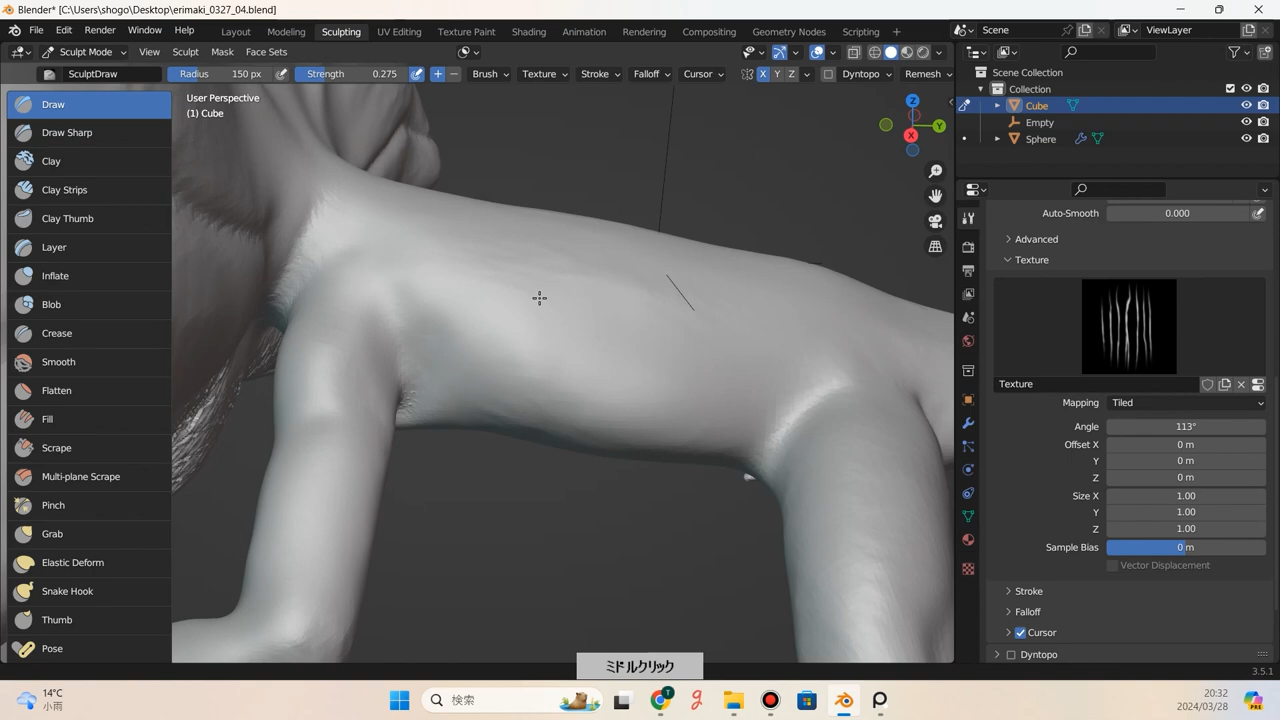 Blender* [C:\Users\shogo\Desktop\erimaki_0327_04.blend]
File Edit Render Window Help Layout Modeling Sculpting UV Editing Texture Paint Shading Animation Rendering Compositing Geometry Nodes Scripting + Scene ViewLayer
Sculpt Mode View Sculpt Mask Face Sets
SculptDraw Radius 150 px Strength 0.275 + − Brush Texture Stroke Falloff Cursor X Y Z Dyntopo Remesh
Scene Collection
Collection
Cube
Empty
Sphere
User Perspective
(1) Cube
Z
Y
X
Draw
Draw Sharp
Clay
Clay Strips
Clay Thumb
Layer
Inflate
Blob
Crease
Smooth
Flatten
Fill
Scrape
Multi-plane Scrape
Pinch
Grab
Elastic Deform
Snake Hook
Thumb
Pose
Auto-Smooth 0.000
Advanced
Texture
Texture
Mapping Tiled
Angle 113°
Offset X 0 m
Y 0 m
Z 0 m
Size X 1.00
Y 1.00
Z 1.00
Sample Bias 0 m
Vector Displacement
Stroke
Falloff
Cursor
Dyntopo
ミドルクリック
3.5.1
14°C
小雨
検索
20:32
2024/03/28
PRE